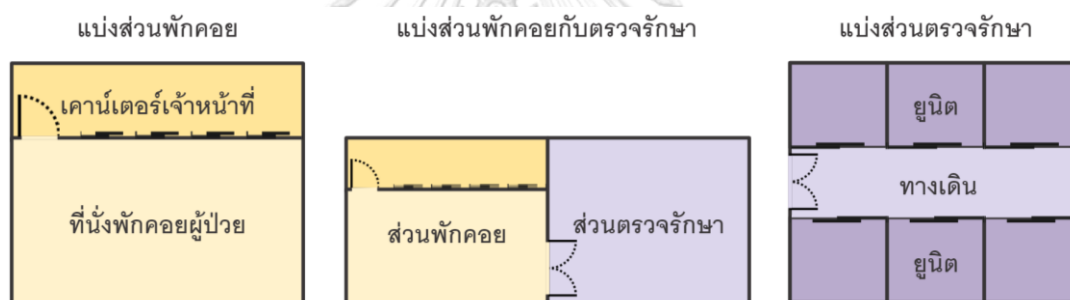 แบ่งส่วนพักคอย
แบ่งส่วนพักคอยกับตรวจรักษา
แบ่งส่วนตรวจรักษา
เคาน์เตอร์เจ้าหน้าที่
ที่นั่งพักคอยผู้ป่วย
ส่วนพักคอย
ส่วนตรวจรักษา
ยูนิต
ทางเดิน
ยูนิต